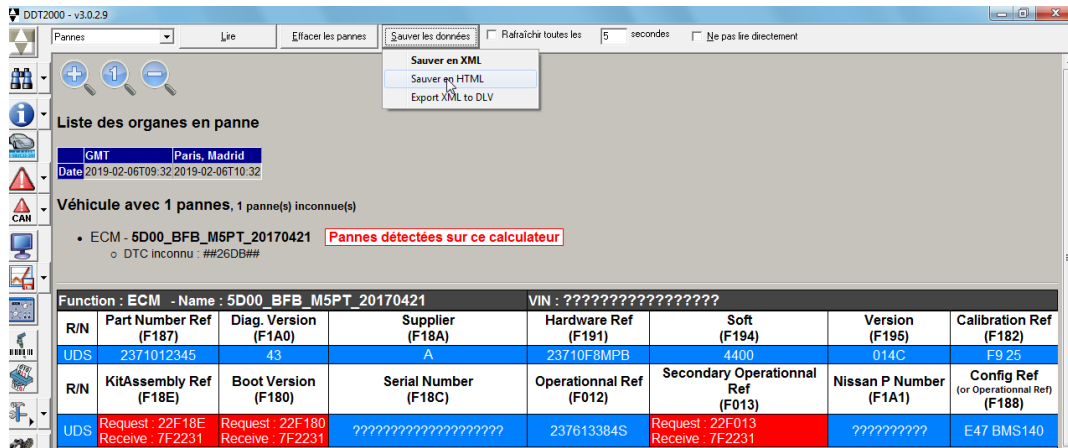 DDT2000 - v3.0.2.9
Pannes Lire Effacer les pannes Sauver les données Rafraîchir toutes les 5 secondes Ne pas lire directement
Sauver en XML
Sauver en HTML
Export XML to DLV
1
Liste des organes en panne
GMT Paris, Madrid
Date 2019-02-06T09:32 2019-02-06T10:32
CAN
Véhicule avec 1 pannes, 1 panne(s) inconnue(s)
• ECM - 5D00_BFB_M5PT_20170421 Pannes détectées sur ce calculateur
o DTC inconnu : ##26DB##
Function : ECM - Name : 5D00_BFB_M5PT_20170421 VIN : ?????????????????
R/N Part Number Ref (F187) Diag. Version (F1A0) Supplier (F18A) Hardware Ref (F191) Soft (F194) Version (F195) Calibration Ref (F182)
UDS 2371012345 43 A 23710F8MPB 4400 014C F9 25
R/N KitAssembly Ref (F18E) Boot Version (F180) Serial Number (F18C) Operationnal Ref (F012) Secondary Operationnal Ref (F013) Nissan P Number (F1A1) Config Ref (or Operationnal Ref) (F188)
UDS Request : 22F18E Receive : 7F2231 Request : 22F180 Receive : 7F2231 ???????????????????? 237613384S Request : 22F013 Receive : 7F2231 ?????????? E47 BMS140